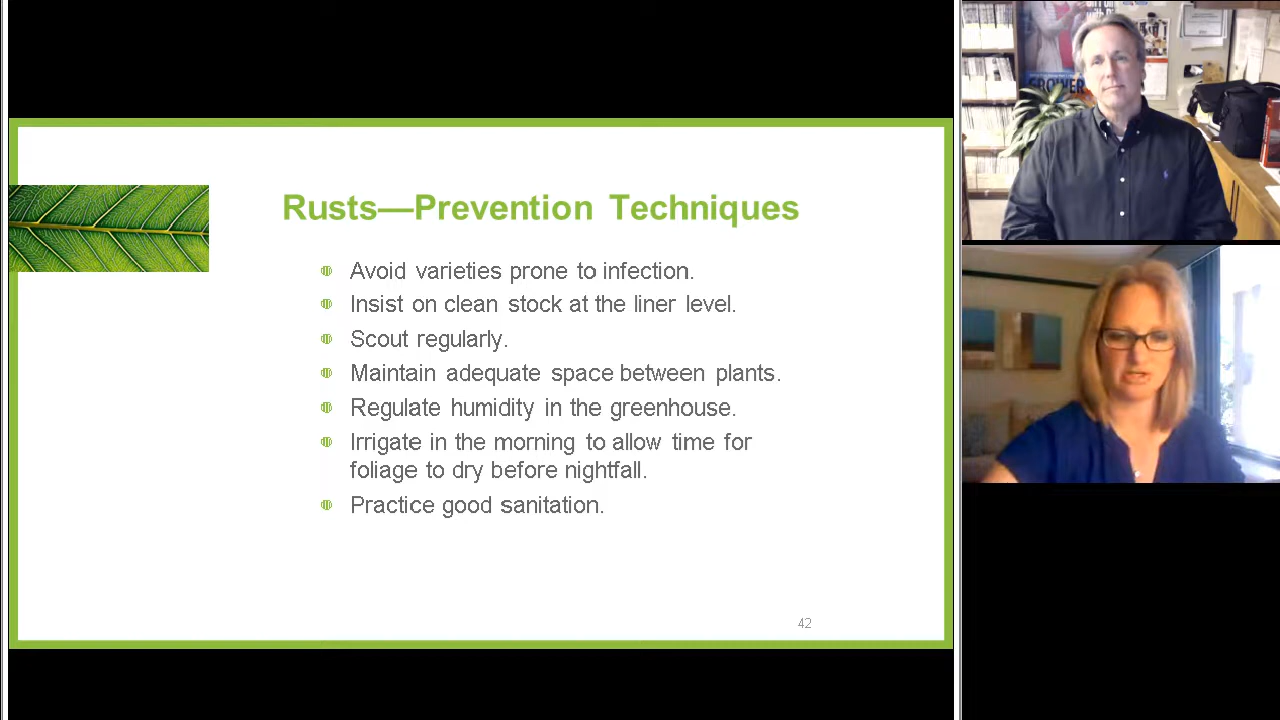 GROWER
Rusts—Prevention Techniques
Avoid varieties prone to infection.
Insist on clean stock at the liner level.
Scout regularly.
Maintain adequate space between plants.
Regulate humidity in the greenhouse.
Irrigate in the morning to allow time for
foliage to dry before nightfall.
Practice good sanitation.
42